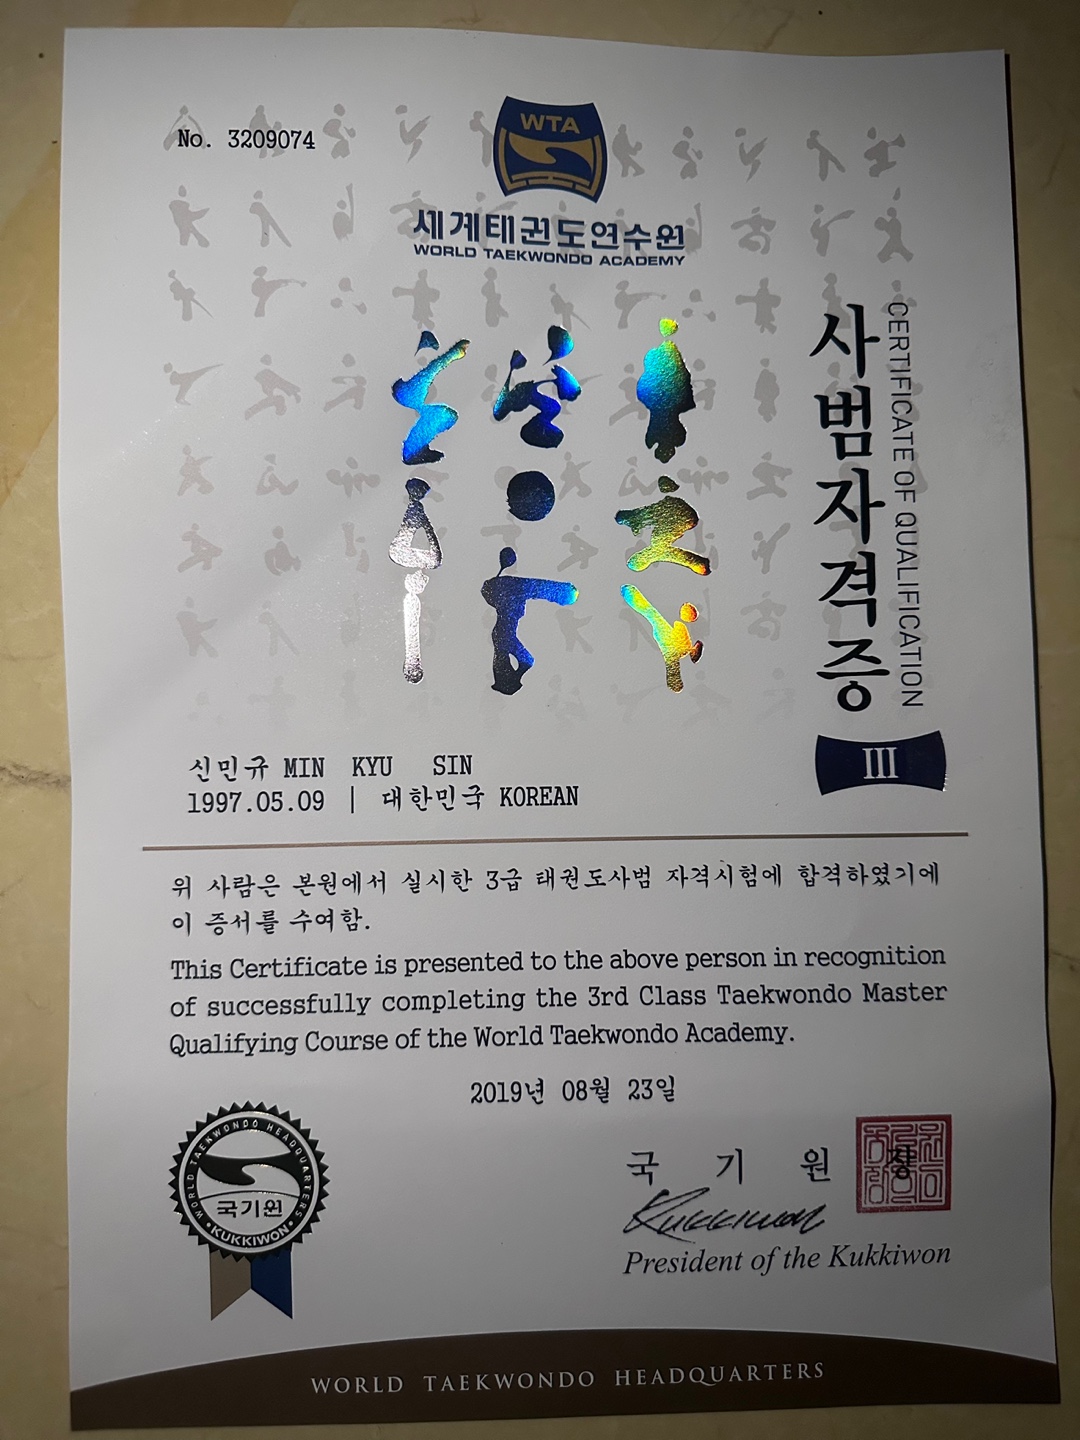 No. 3209074
WTA
세계태권도연수원
WORLD TAEKWONDO ACADEMY
사범자격증
CERTIFICATE OF QUALIFICATION
III
신민규 MIN KYU SIN
1997.05.09 | 대한민국 KOREAN
위 사람은 본원에서 실시한 3급 태권도사범 자격시험에 합격하였기에
이 증서를 수여함.
This Certificate is presented to the above person in recognition
of successfully completing the 3rd Class Taekwondo Master
Qualifying Course of the World Taekwondo Academy.
2019년 08월 23일
WORLD TAEKWONDO HEADQUARTERS
국기원
KUKKIWON
국 기 원 장
Kukkiwon
President of the Kukkiwon
WORLD TAEKWONDO HEADQUARTERS